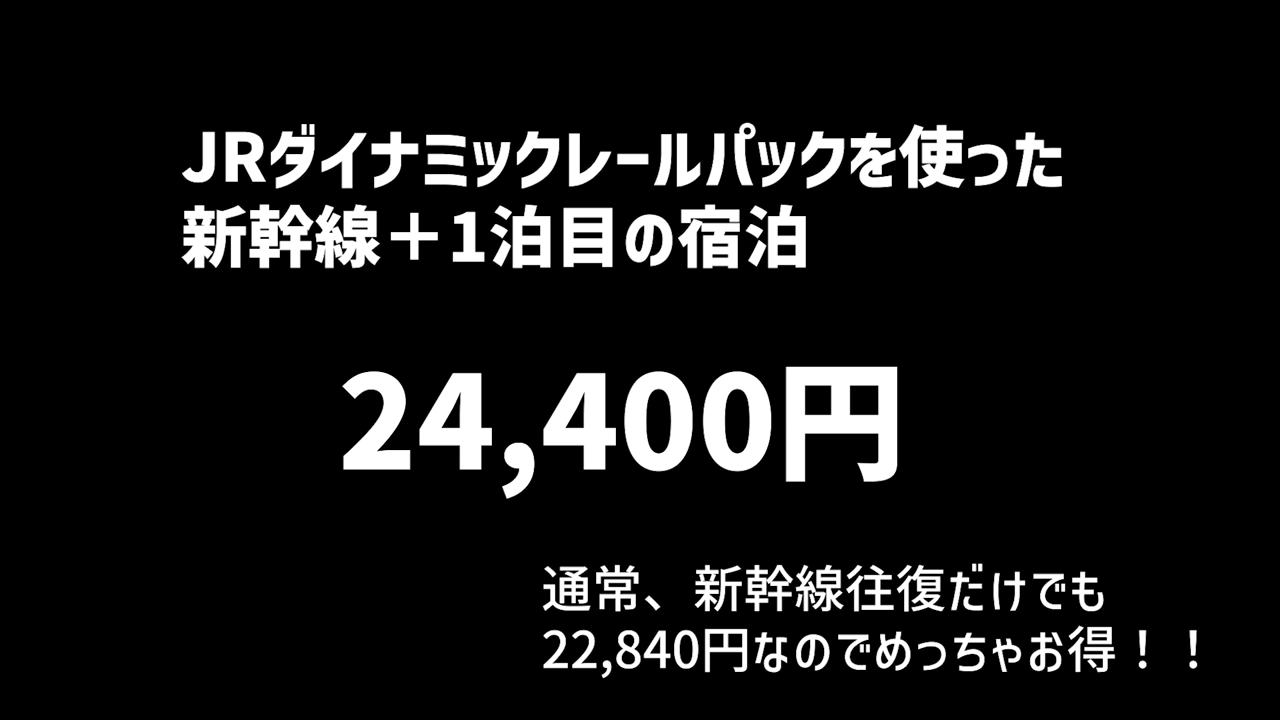 JRダイナミックレールパックを使った
新幹線＋1泊目の宿泊
24,400円
通常、新幹線往復だけでも
22,840円なのでめっちゃお得！！